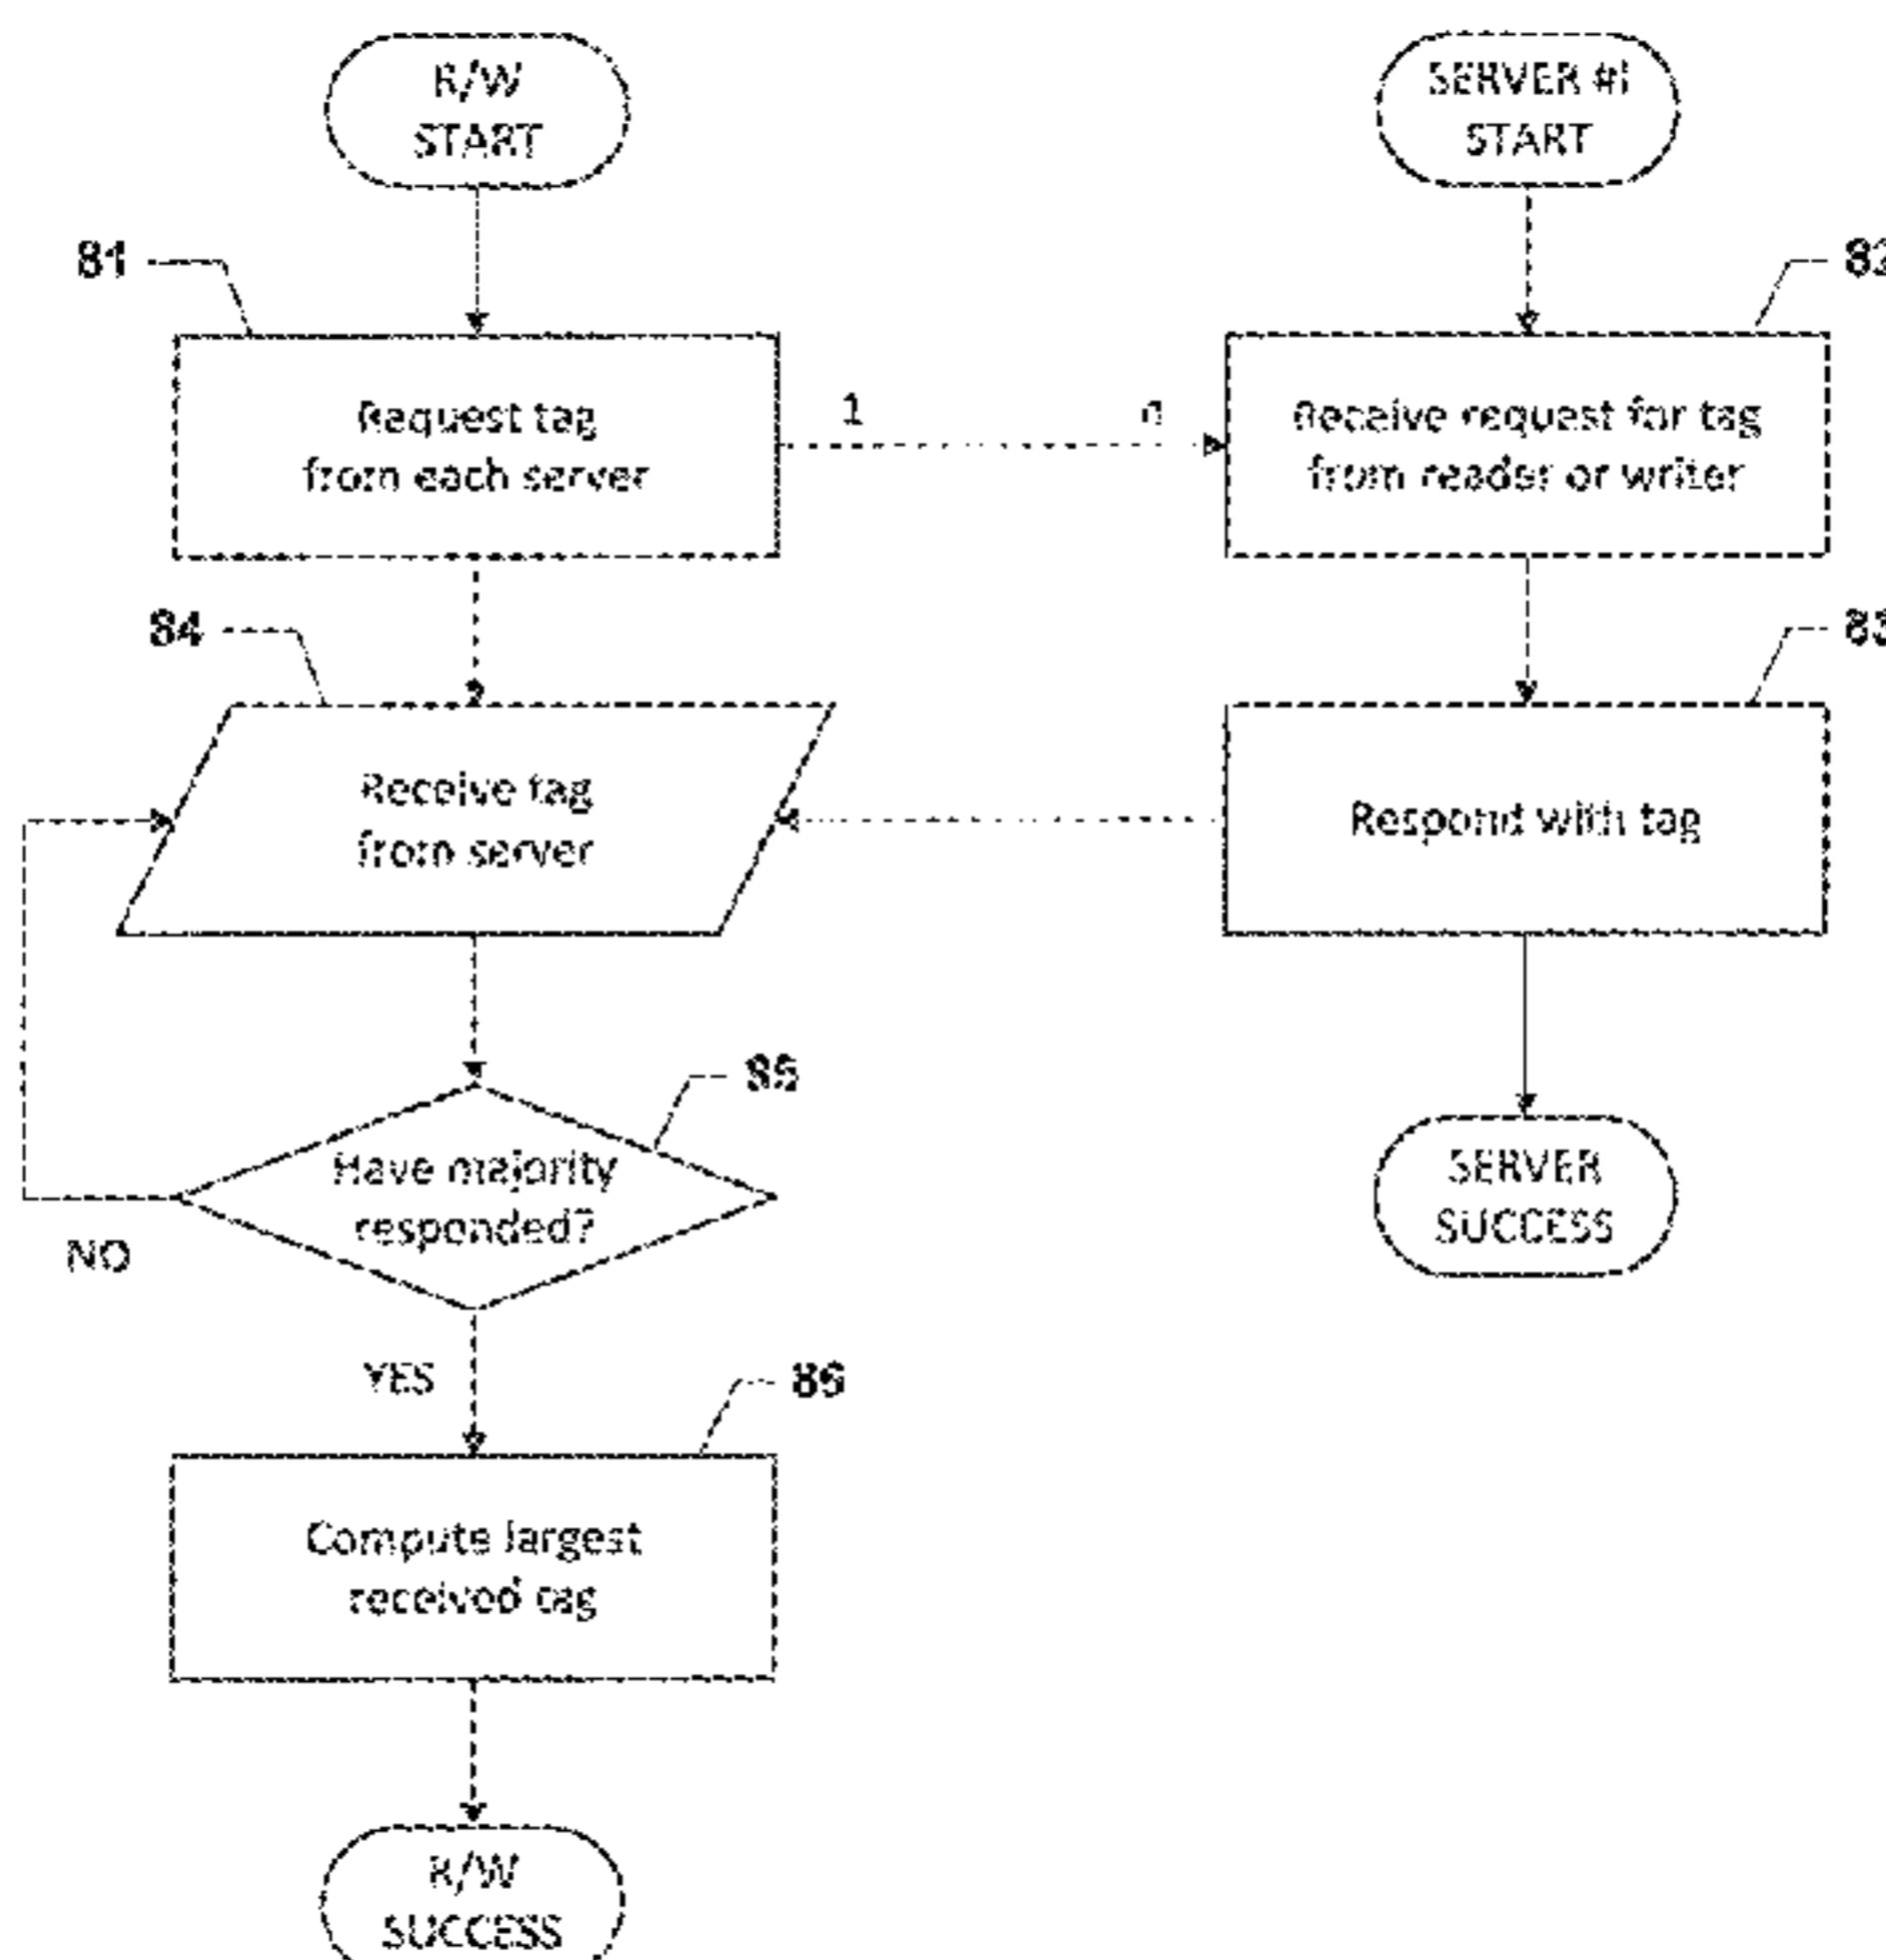 R/W
START
SERVER #i
START
81
82
Request tag
from each server
1
n
Receive request for tag
from reader or writer
84
83
Receive tag
from server
Respond with tag
85
Have majority
responded?
NO
SERVER
SUCCESS
YES
86
Compute largest
received tag
R/W
SUCCESS